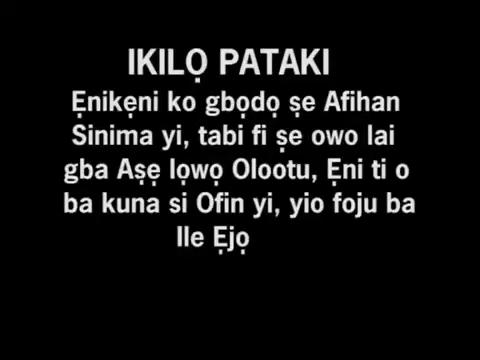 IKILỌ PATAKI
Ẹnikẹni ko gbọdọ ṣe Afihan
Sinima yi, tabi fi ṣe owo lai
gba Aṣẹ lọwọ Olootu, Ẹni ti o
ba kuna si Ofin yi, yio foju ba
Ile Ẹjọ